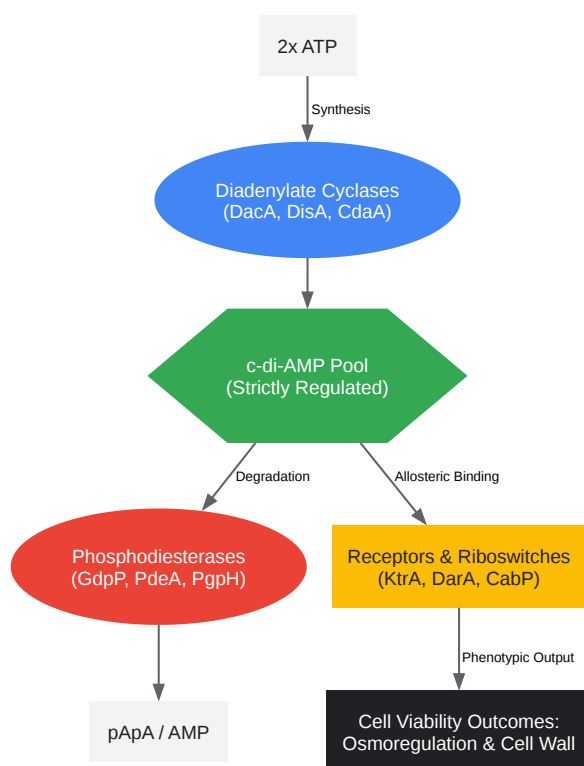 2x ATP
Synthesis
Diadenylate Cyclases
(DacA, DisA, CdaA)
c-di-AMP Pool
(Strictly Regulated)
Degradation
Allosteric Binding
Phosphodiesterases
(GdpP, PdeA, PgpH)
Receptors & Riboswitches
(KtrA, DarA, CabP)
Phenotypic Output
pApA / AMP
Cell Viability Outcomes:
Osmoregulation & Cell Wall